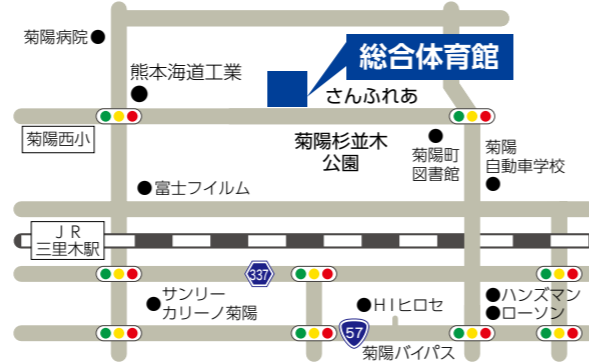 菊陽病院
熊本海道工業
総合体育館
さんふれあ
菊陽西小
菊陽杉並木
公園
菊陽町
図書館
菊陽
自動車学校
富士フイルム
ＪＲ
三里木駅
337
サンリー
カリーノ菊陽
HIヒロセ
ハンズマン
ローソン
57
菊陽バイパス